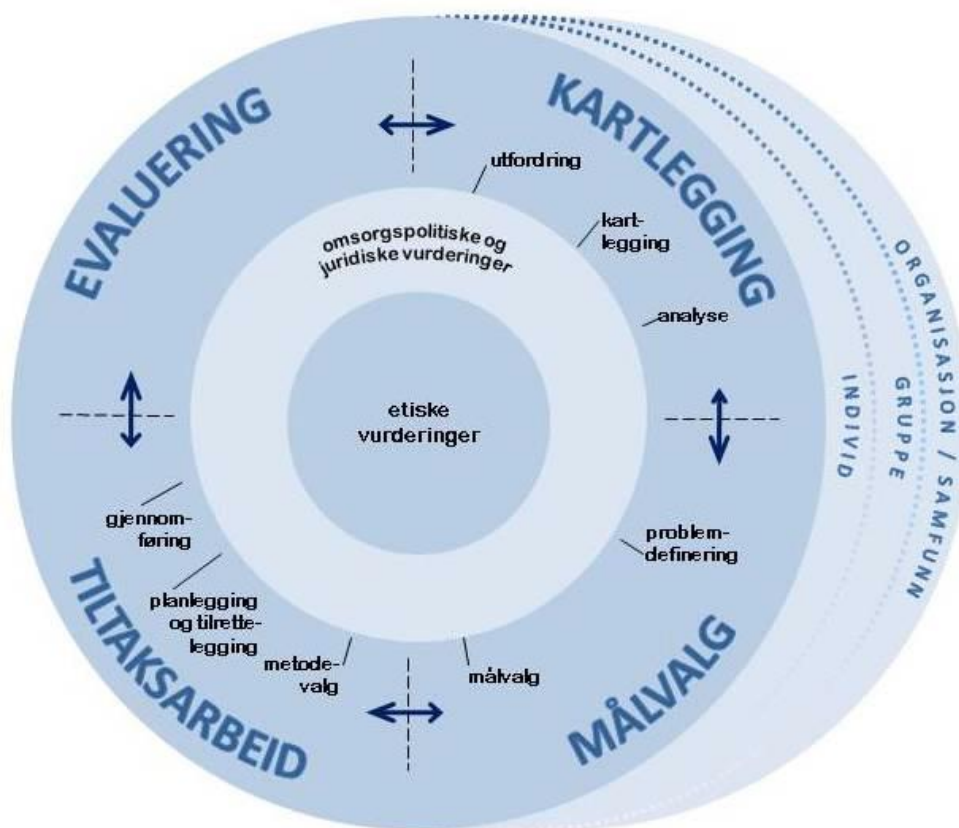 EVALUERING
KARTLEGGING
utfordring
kart-
legging
analyse
omsorgspolitiske og
juridiske vurderinger
etiske
vurderinger
INDIVID
GRUPPE
ORGANISASJON / SAMFUNN
problem-
definering
MÅLVALG
målvalg
metode-
valg
planlegging
og tilrette-
legging
gjennom-
føring
TILTAKSARBEID